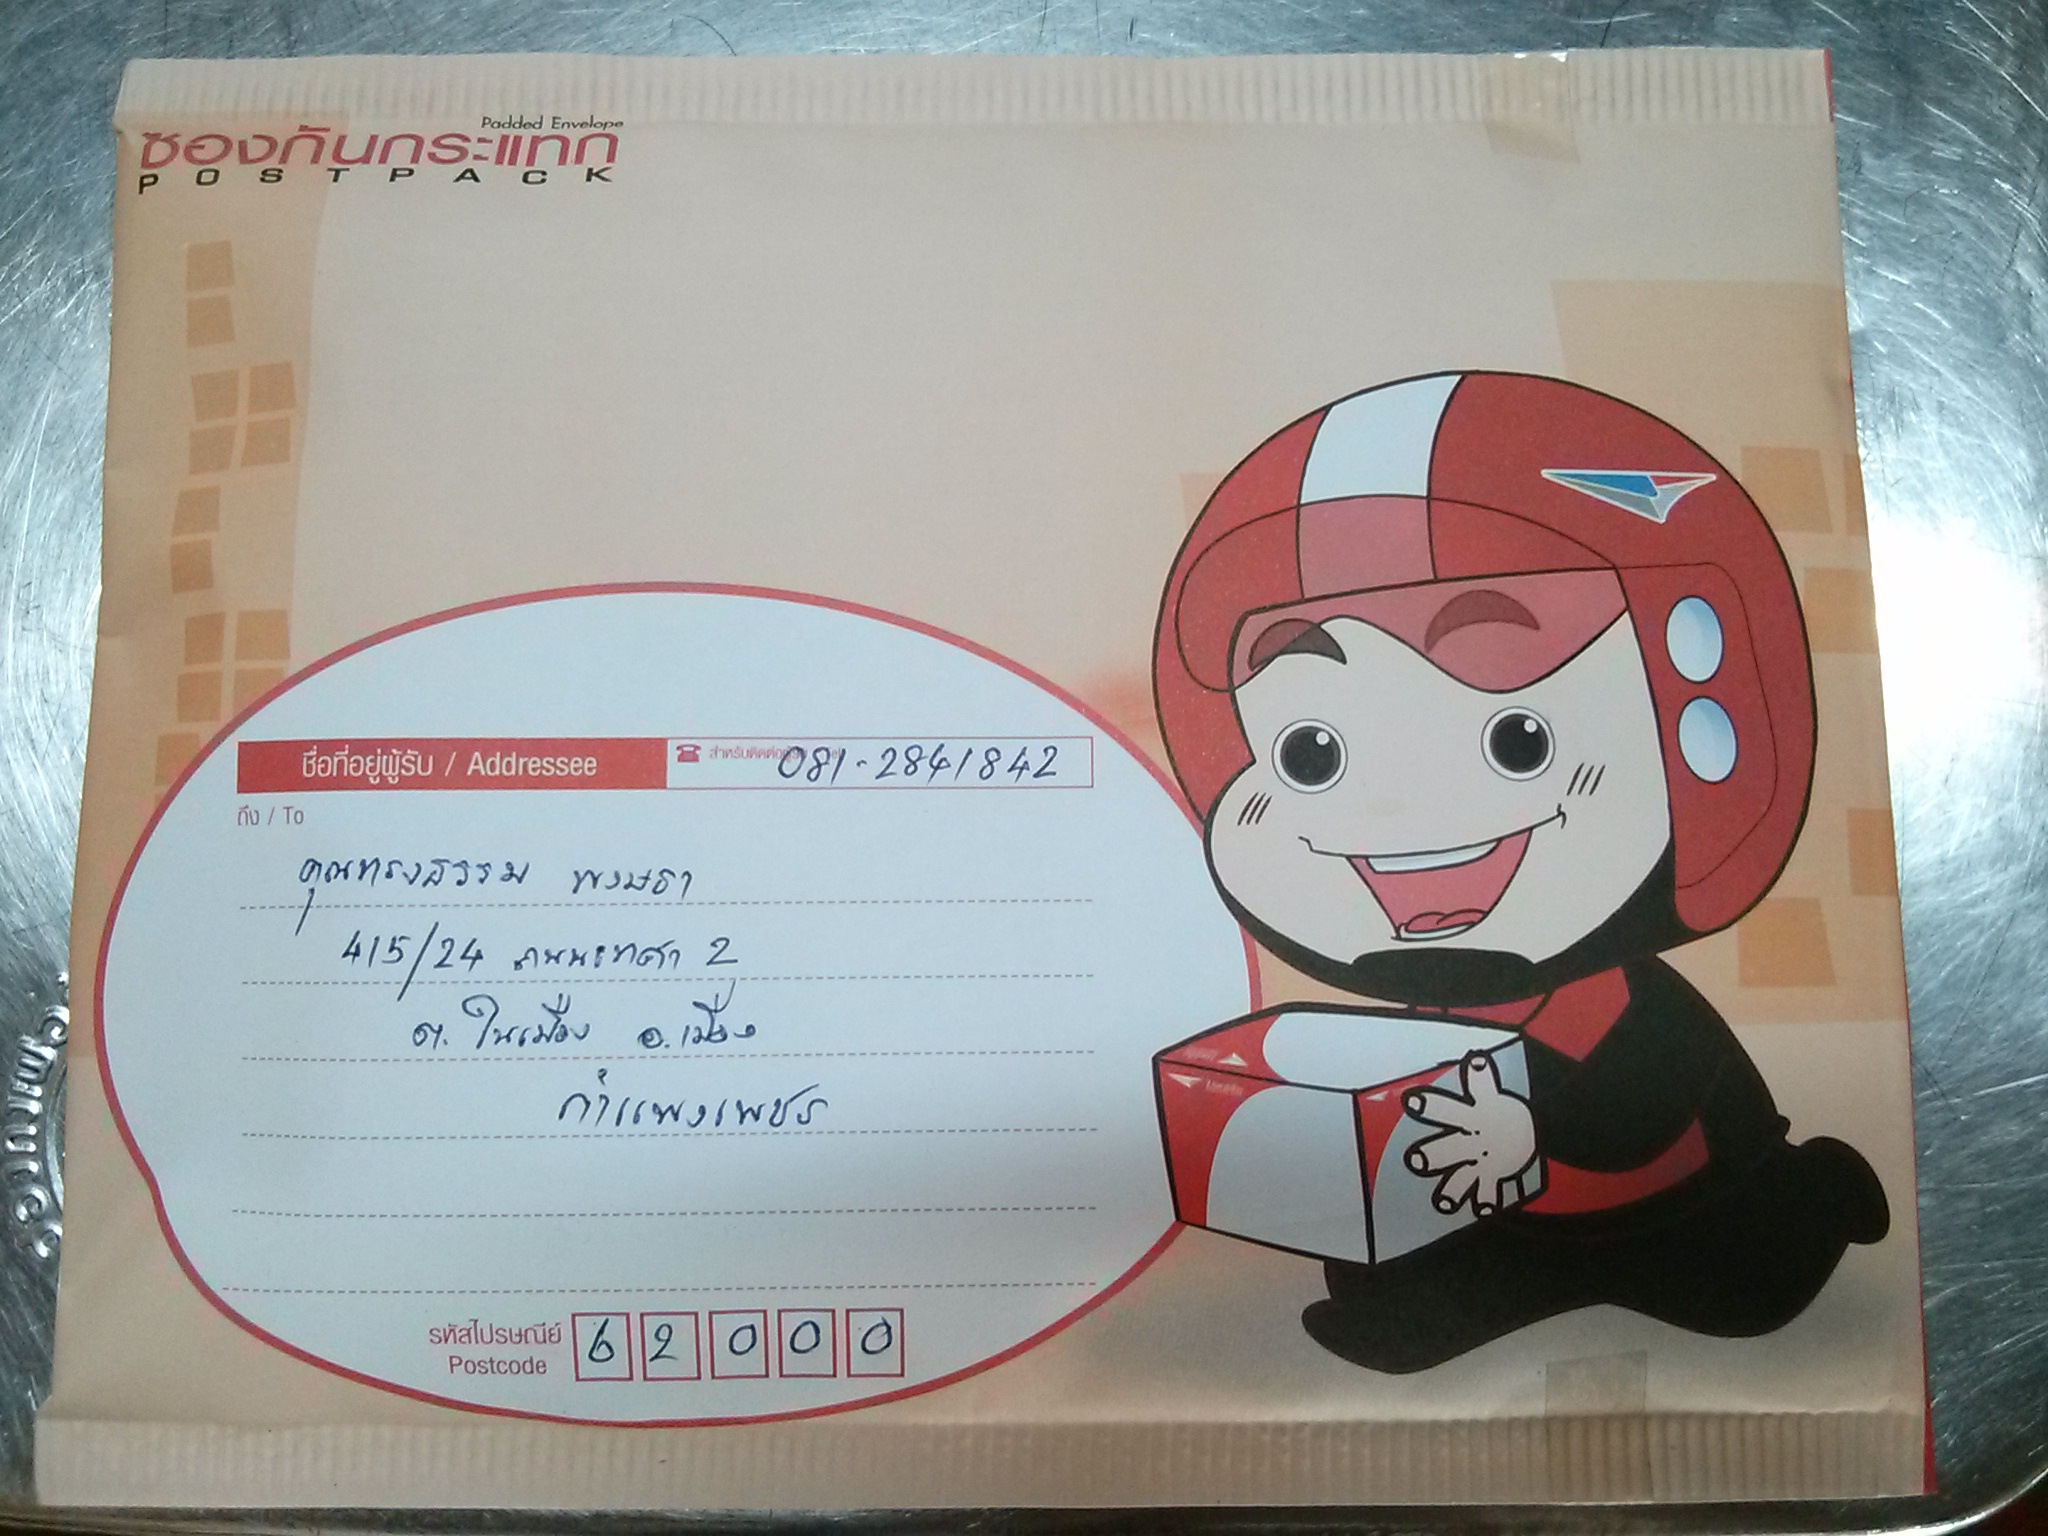 Padded Envelope
ซองกันกระแทก
POSTPACK
ชื่อที่อยู่ผู้รับ / Addressee
081-2841842
ถึง / To
คุณทรงธรรม พงษธา
415/24 ถนนเทศา 2
ต. ในเมือง อ.เมือง
กำแพงเพชร
รหัสไปรษณีย์ 62000
Postcode